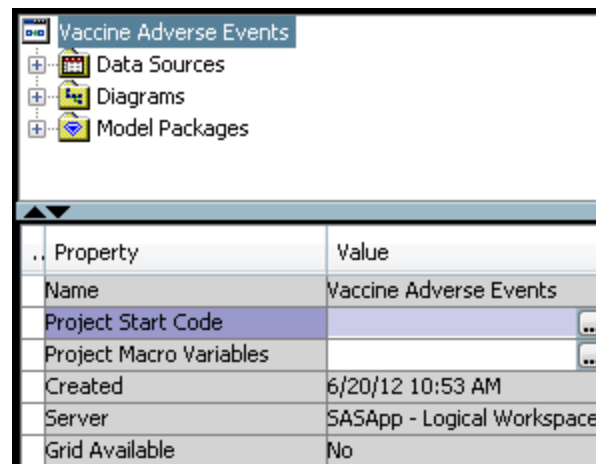 Vaccine Adverse Events
Data Sources
Diagrams
Model Packages
.. Property Value
Name Vaccine Adverse Events
Project Start Code ...
Project Macro Variables ...
Created 6/20/12 10:53 AM
Server SASApp - Logical Workspace
Grid Available No